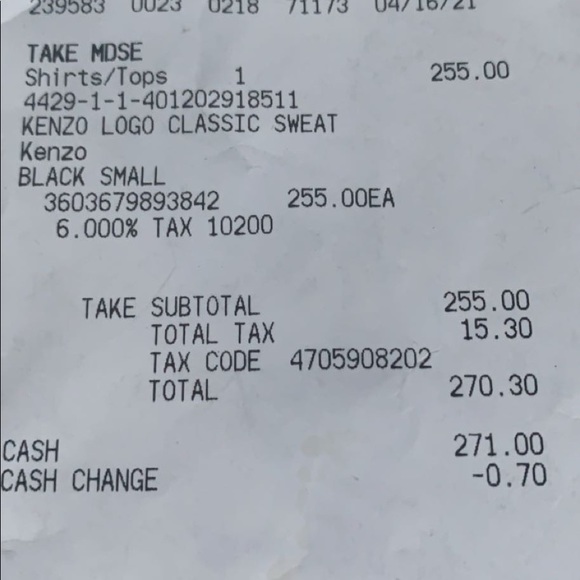 239583 0023 0218 71173 04/16/21
TAKE MDSE
Shirts/Tops 1 255.00
4429-1-1-401202918511
KENZO LOGO CLASSIC SWEAT
Kenzo
BLACK SMALL
3603679893842 255.00EA
6.000% TAX 10200
TAKE SUBTOTAL 255.00
TOTAL TAX 15.30
TAX CODE 4705908202
TOTAL 270.30
CASH 271.00
CASH CHANGE -0.70